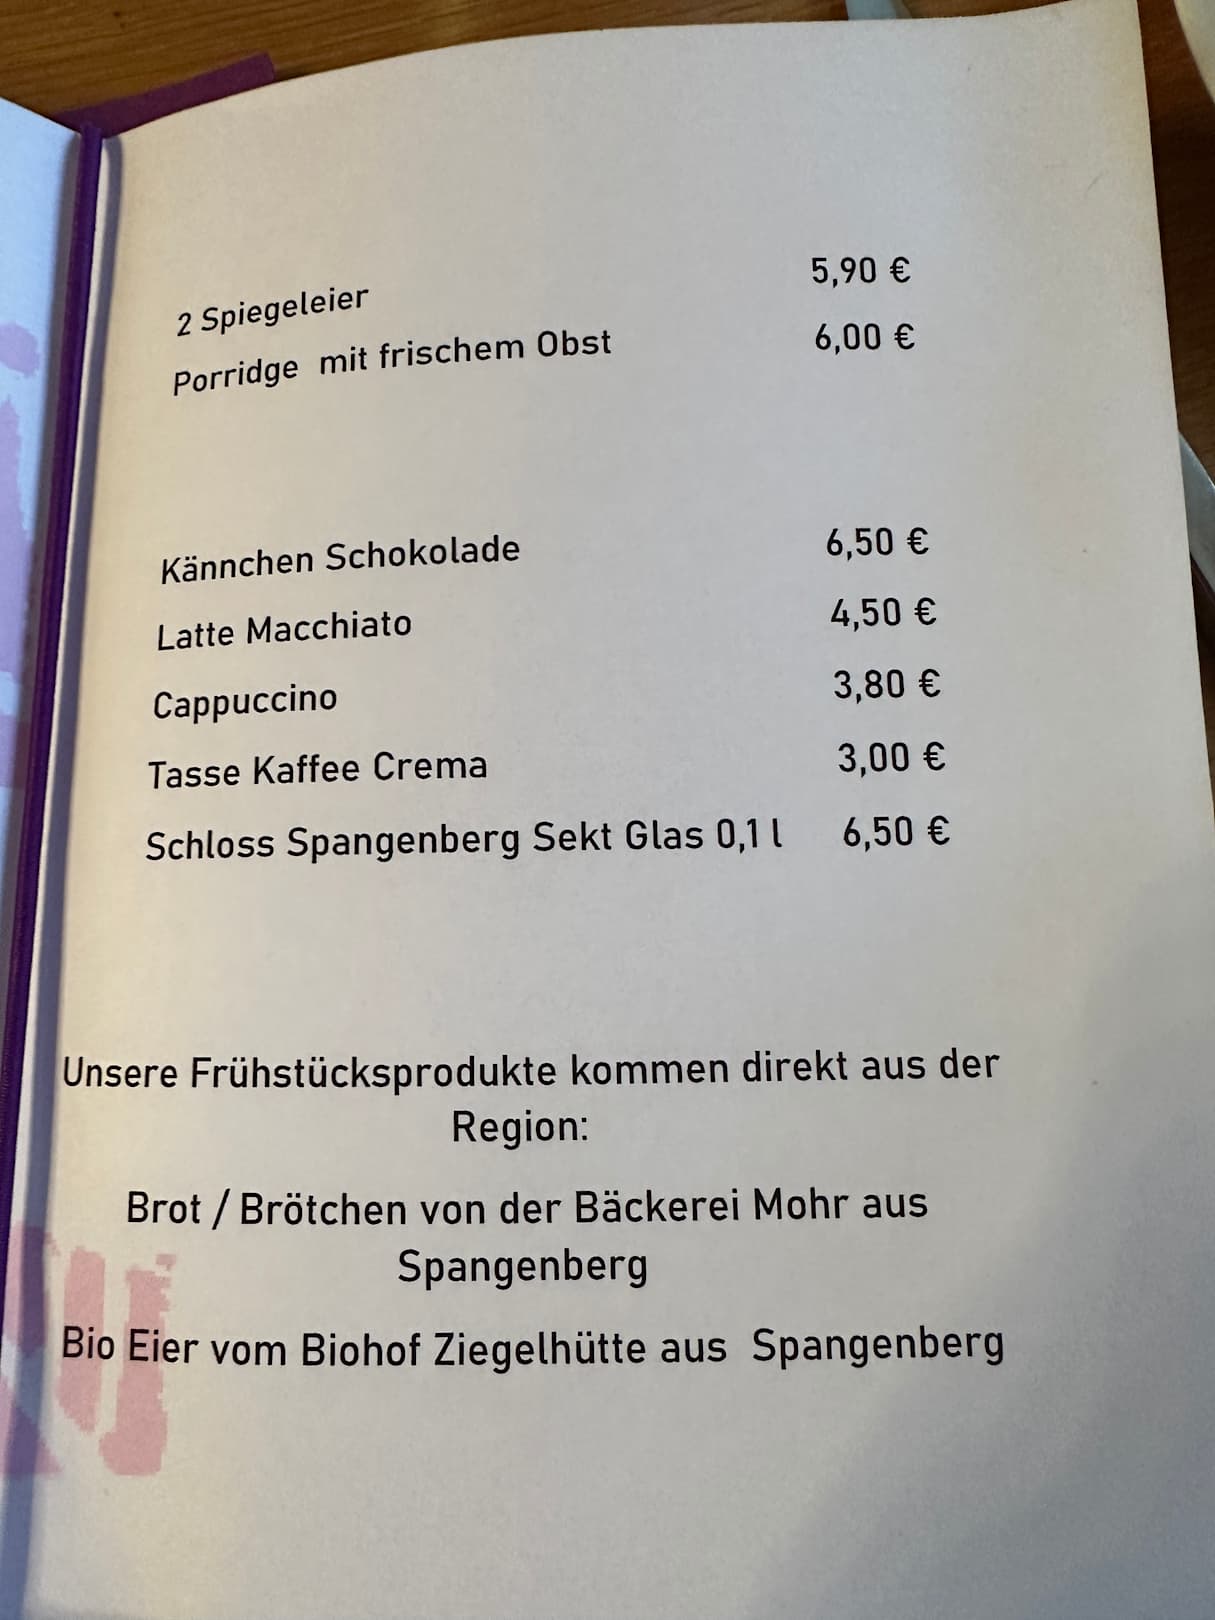 2 Spiegeleier 5,90 €
Porridge mit frischem Obst 6,00 €
Kännchen Schokolade 6,50 €
Latte Macchiato 4,50 €
Cappuccino 3,80 €
Tasse Kaffee Crema 3,00 €
Schloss Spangenberg Sekt Glas 0,1 l 6,50 €
Unsere Frühstücksprodukte kommen direkt aus der
Region:
Brot / Brötchen von der Bäckerei Mohr aus
Spangenberg
Bio Eier vom Biohof Ziegelhütte aus Spangenberg